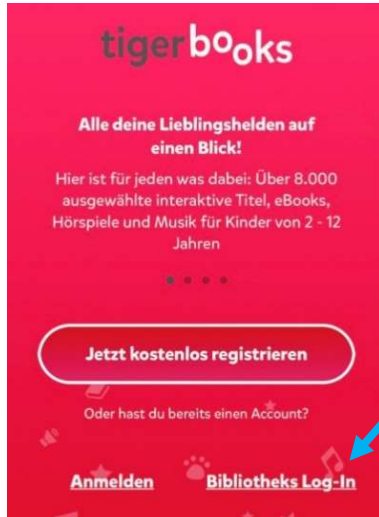 tigerbooks
Alle deine Lieblingshelden auf
einen Blick!
Hier ist für jeden was dabei: Über 8.000
ausgewählte interaktive Titel, eBooks,
Hörspiele und Musik für Kinder von 2 - 12
Jahren
Jetzt kostenlos registrieren
Oder hast du bereits einen Account?
Anmelden Bibliotheks Log-In